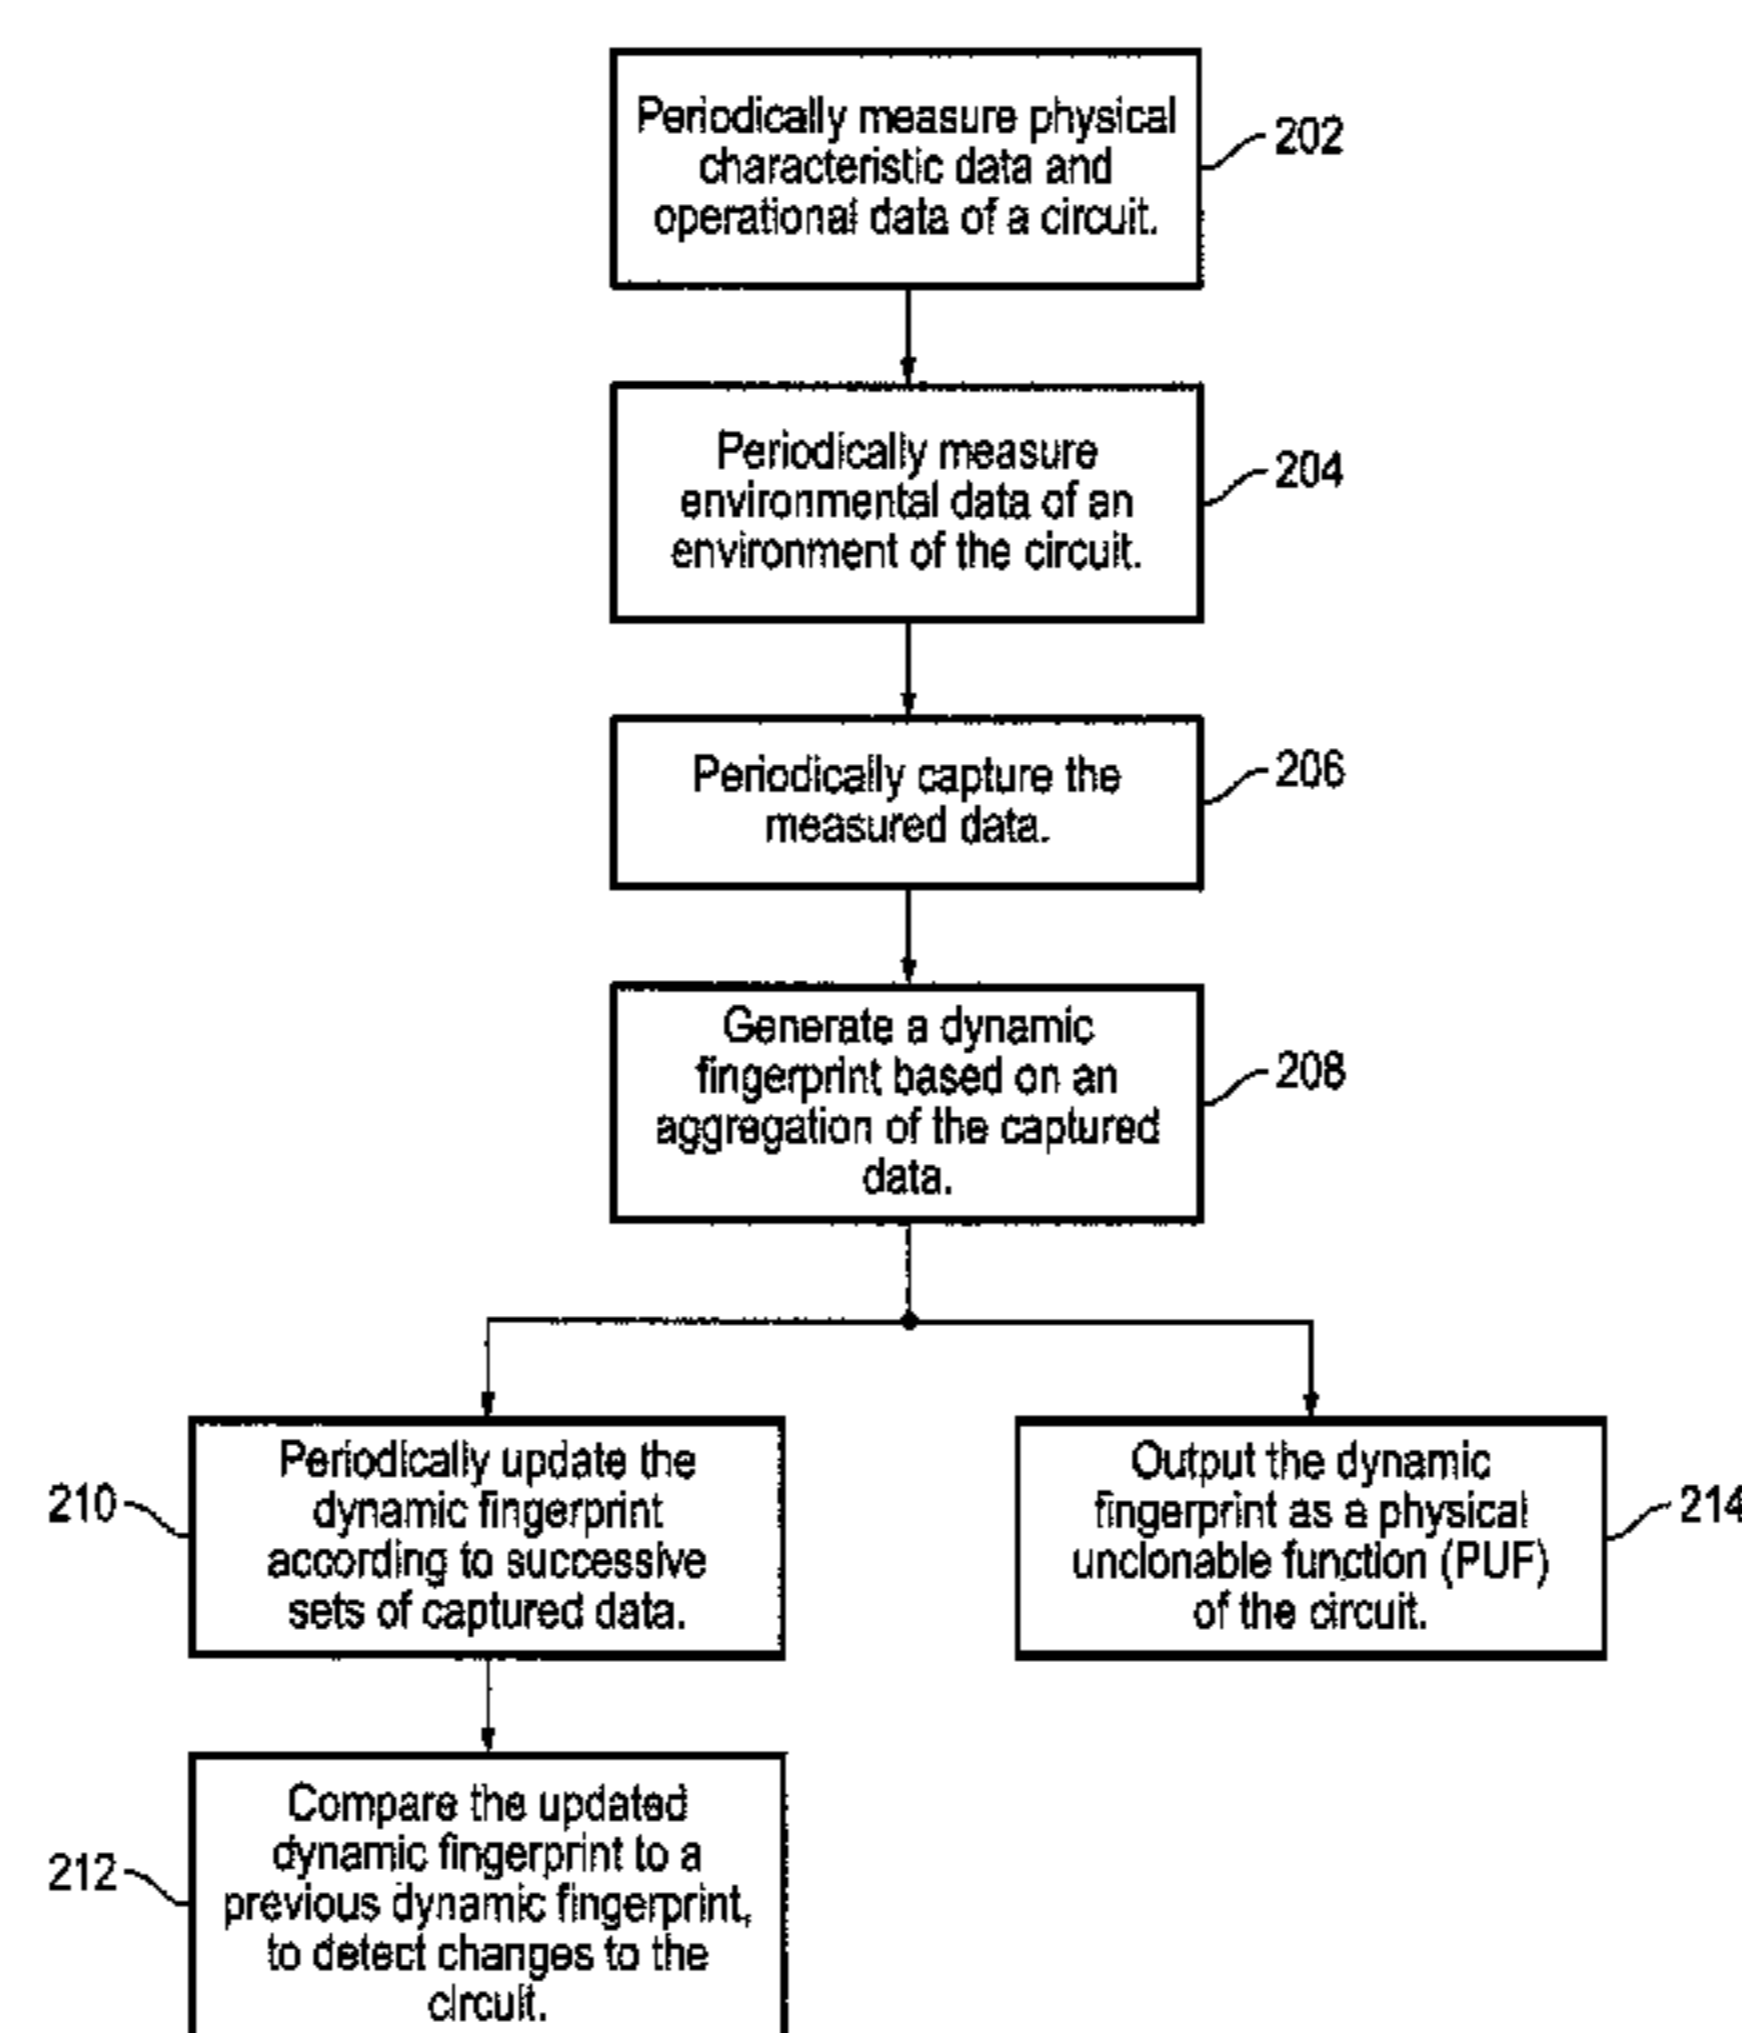 Periodically measure physical
characteristic data and
operational data of a circuit.
202
Periodically measure
environmental data of an
environment of the circuit.
204
Periodically capture the
measured data.
206
Generate a dynamic
fingerprint based on an
aggregation of the captured
data.
208
Periodically update the
dynamic fingerprint
according to successive
sets of captured data.
210
Output the dynamic
fingerprint as a physical
unclonable function (PUF)
of the circuit.
214
Compare the updated
dynamic fingerprint to a
previous dynamic fingerprint,
to detect changes to the
circuit.
212